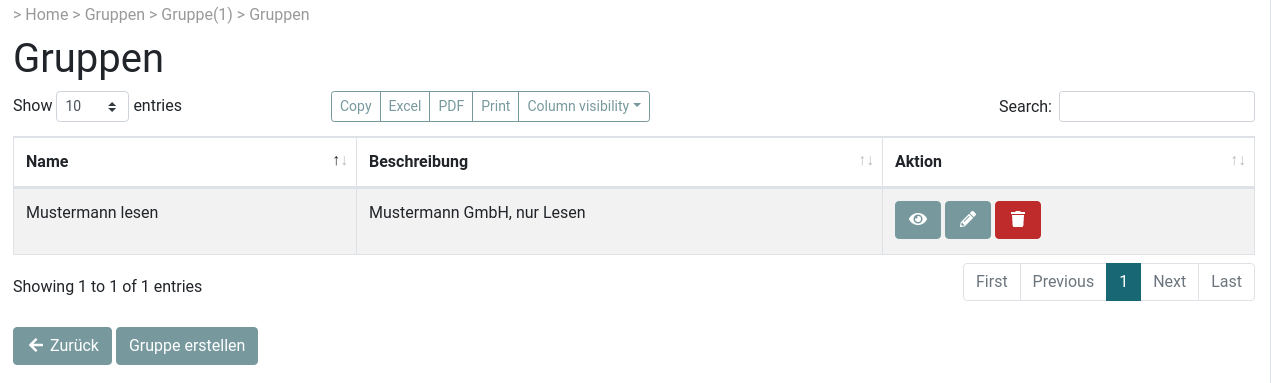 > Home > Gruppen > Gruppe(1) > Gruppen
Gruppen
Show 10 entries Copy Excel PDF Print Column visibility Search:
Name Beschreibung Aktion
Mustermann lesen Mustermann GmbH, nur Lesen
Showing 1 to 1 of 1 entries First Previous 1 Next Last
Zurück Gruppe erstellen